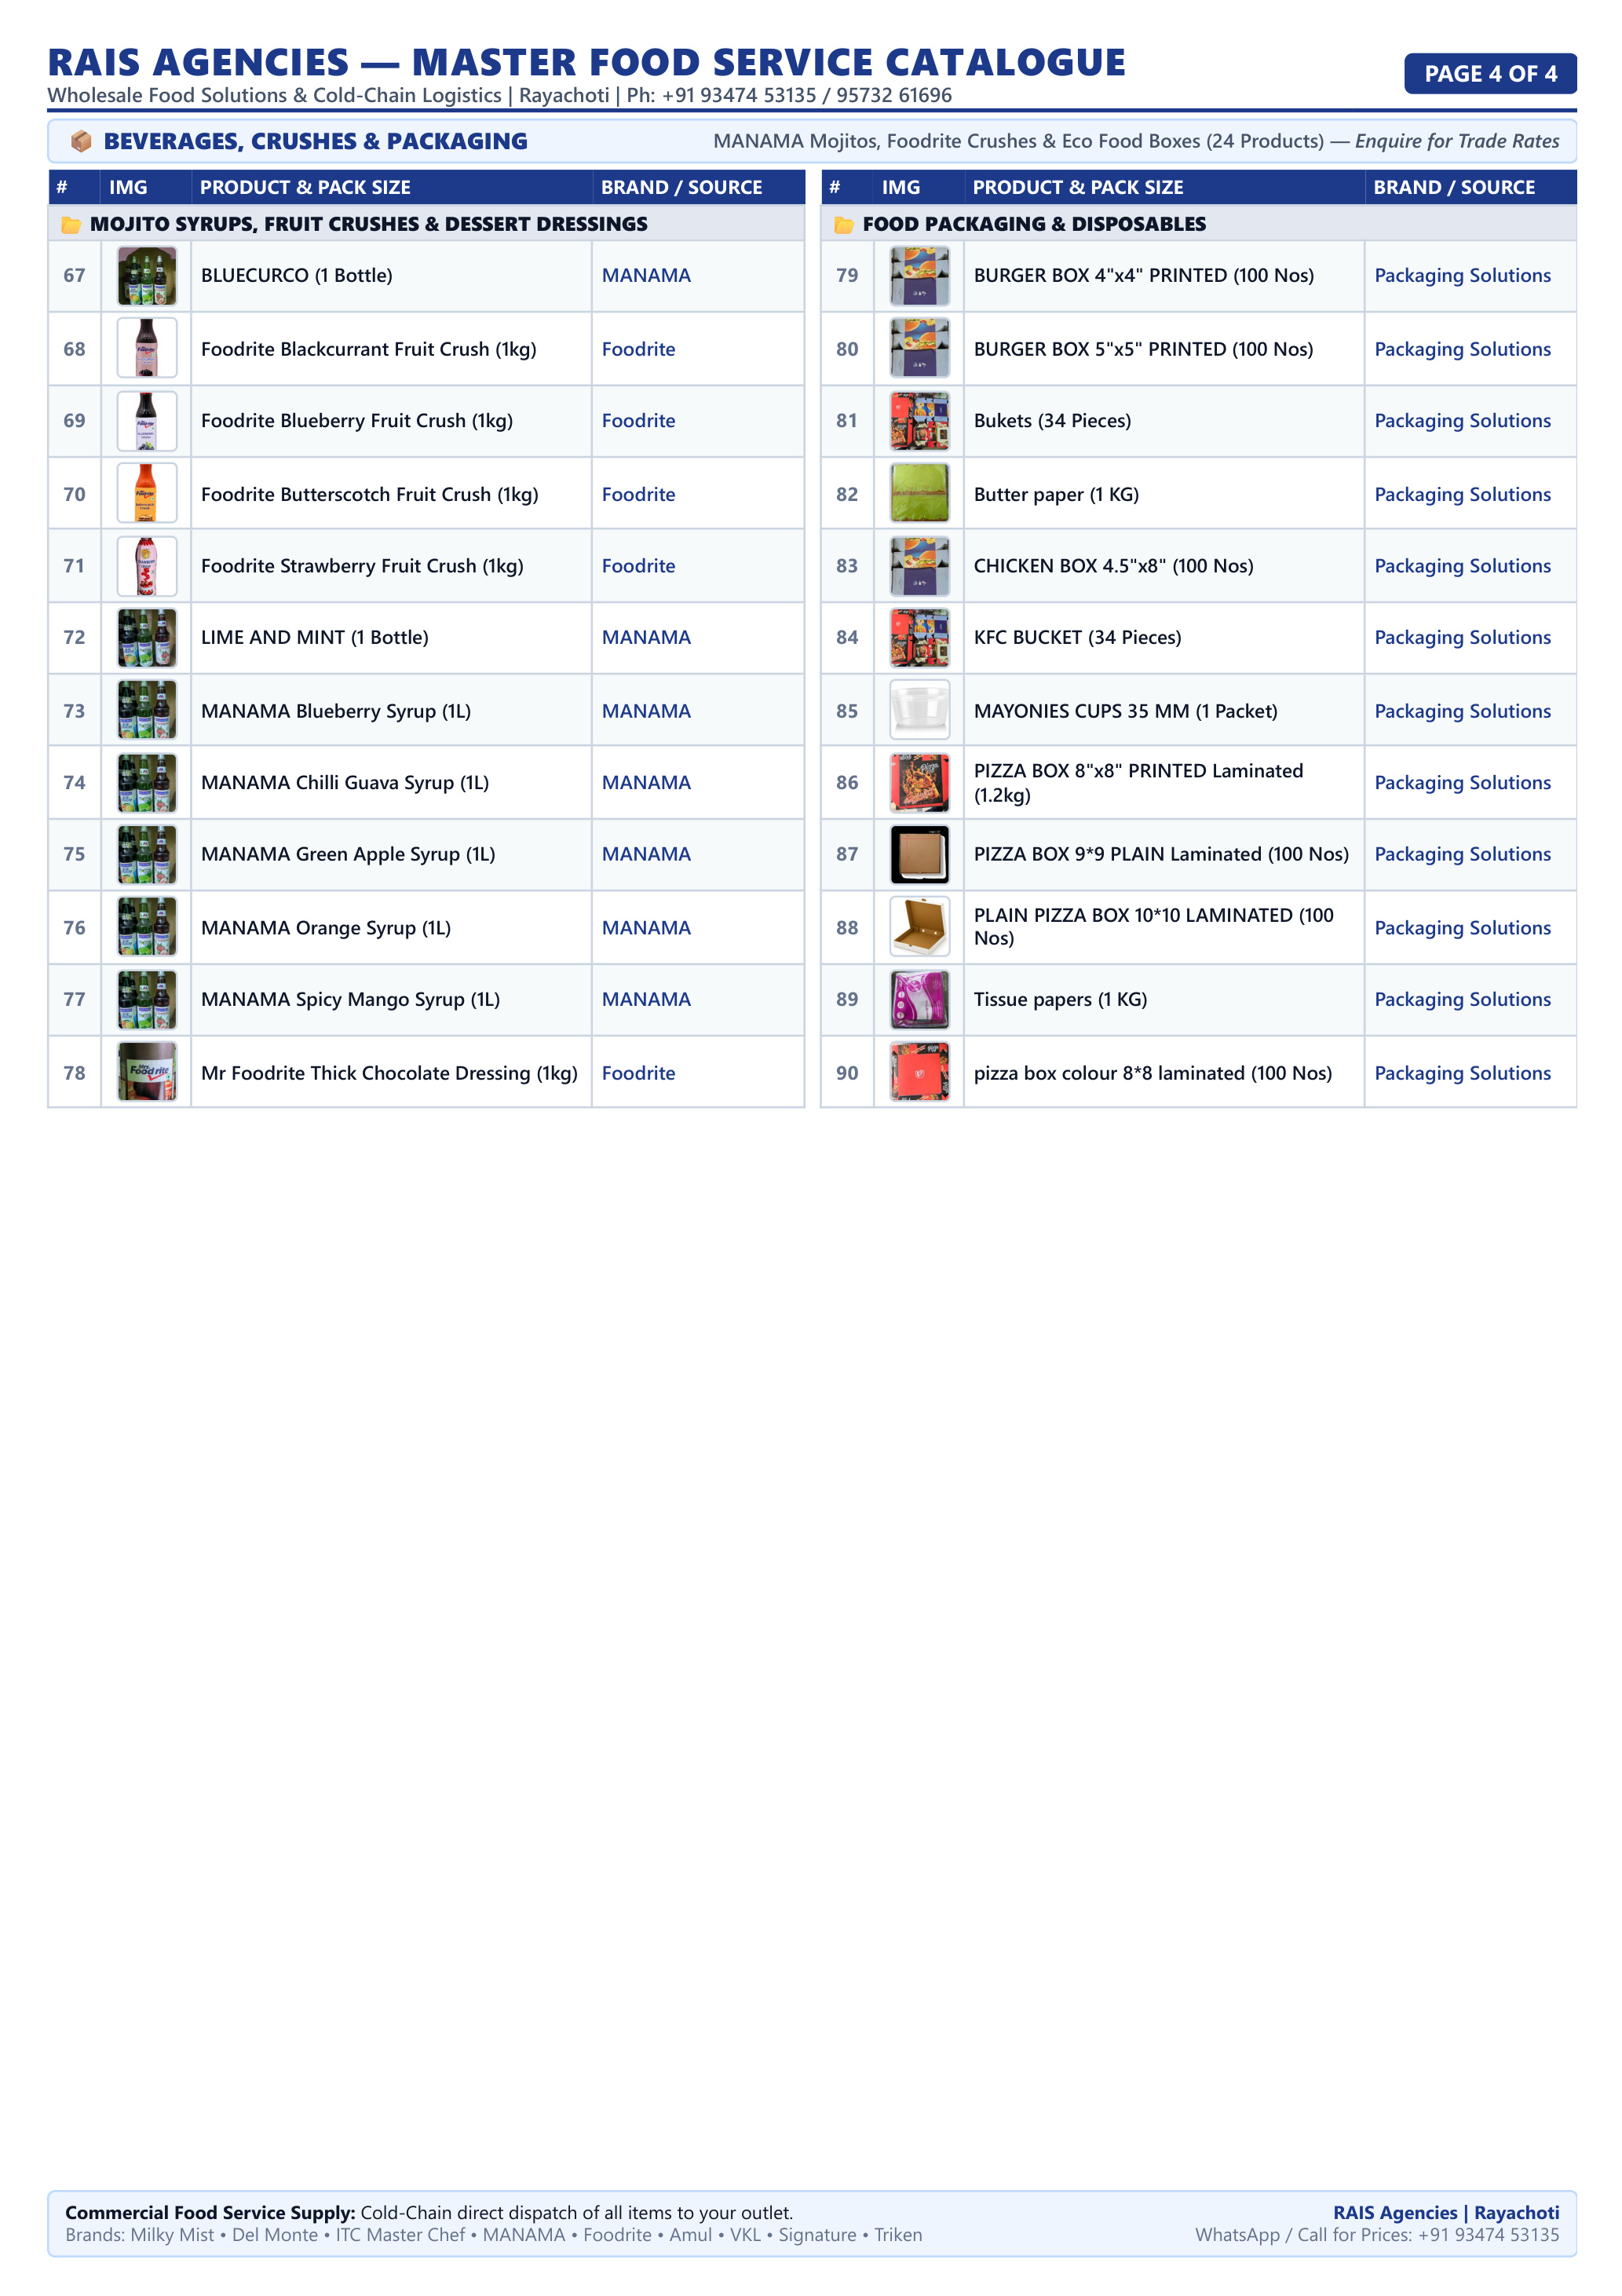 RAIS AGENCIES — MASTER FOOD SERVICE CATALOGUE
Wholesale Food Solutions & Cold-Chain Logistics | Rayachoti | Ph: +91 93474 53135 / 95732 61696
PAGE 4 OF 4
BEVERAGES, CRUSHES & PACKAGING
MANAMA Mojitos, Foodrite Crushes & Eco Food Boxes (24 Products) — Enquire for Trade Rates
# IMG PRODUCT & PACK SIZE BRAND / SOURCE
MOJITO SYRUPS, FRUIT CRUSHES & DESSERT DRESSINGS
67 BLUECURCO (1 Bottle) MANAMA
68 Foodrite Blackcurrant Fruit Crush (1kg) Foodrite
69 Foodrite Blueberry Fruit Crush (1kg) Foodrite
70 Foodrite Butterscotch Fruit Crush (1kg) Foodrite
71 Foodrite Strawberry Fruit Crush (1kg) Foodrite
72 LIME AND MINT (1 Bottle) MANAMA
73 MANAMA Blueberry Syrup (1L) MANAMA
74 MANAMA Chilli Guava Syrup (1L) MANAMA
75 MANAMA Green Apple Syrup (1L) MANAMA
76 MANAMA Orange Syrup (1L) MANAMA
77 MANAMA Spicy Mango Syrup (1L) MANAMA
78 Mr Foodrite Thick Chocolate Dressing (1kg) Foodrite
# IMG PRODUCT & PACK SIZE BRAND / SOURCE
FOOD PACKAGING & DISPOSABLES
79 BURGER BOX 4"x4" PRINTED (100 Nos) Packaging Solutions
80 BURGER BOX 5"x5" PRINTED (100 Nos) Packaging Solutions
81 Bukets (34 Pieces) Packaging Solutions
82 Butter paper (1 KG) Packaging Solutions
83 CHICKEN BOX 4.5"x8" (100 Nos) Packaging Solutions
84 KFC BUCKET (34 Pieces) Packaging Solutions
85 MAYONIES CUPS 35 MM (1 Packet) Packaging Solutions
86 PIZZA BOX 8"x8" PRINTED Laminated
(1.2kg) Packaging Solutions
87 PIZZA BOX 9*9 PLAIN Laminated (100 Nos) Packaging Solutions
88 PLAIN PIZZA BOX 10*10 LAMINATED (100
Nos) Packaging Solutions
89 Tissue papers (1 KG) Packaging Solutions
90 pizza box colour 8*8 laminated (100 Nos) Packaging Solutions
Commercial Food Service Supply: Cold-Chain direct dispatch of all items to your outlet.
Brands: Milky Mist • Del Monte • ITC Master Chef • MANAMA • Foodrite • Amul • VKL • Signature • Triken
RAIS Agencies | Rayachoti
WhatsApp / Call for Prices: +91 93474 53135